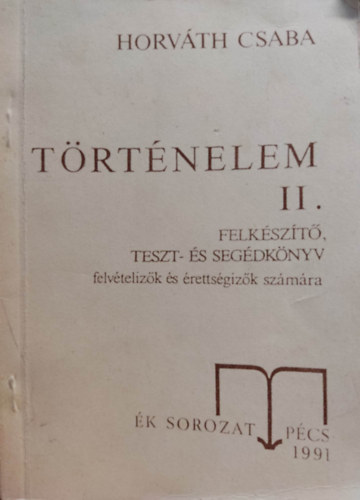 HORVÁTH CSABA
TÖRTÉNELEM
II.
FELKÉSZÍTŐ,
TESZT- ÉS SEGÉDKÖNYV
felvételizők és érettségizők számára
ÉK SOROZAT PÉCS
1991